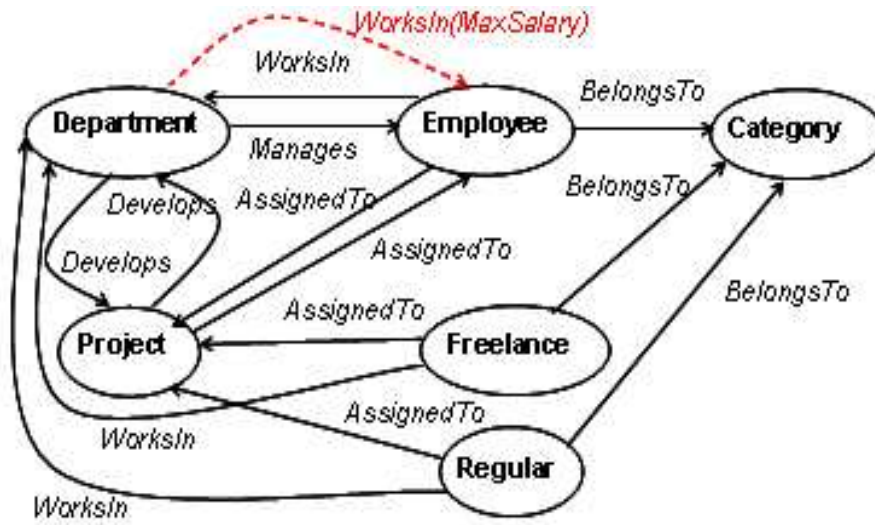 WorksIn(MaxSalary)
WorksIn
BelongsTo
Department
Employee
Category
Manages
BelongsTo
Develops
AssignedTo
Develops
AssignedTo
BelongsTo
AssignedTo
Project
Freelance
AssignedTo
WorksIn
Regular
WorksIn